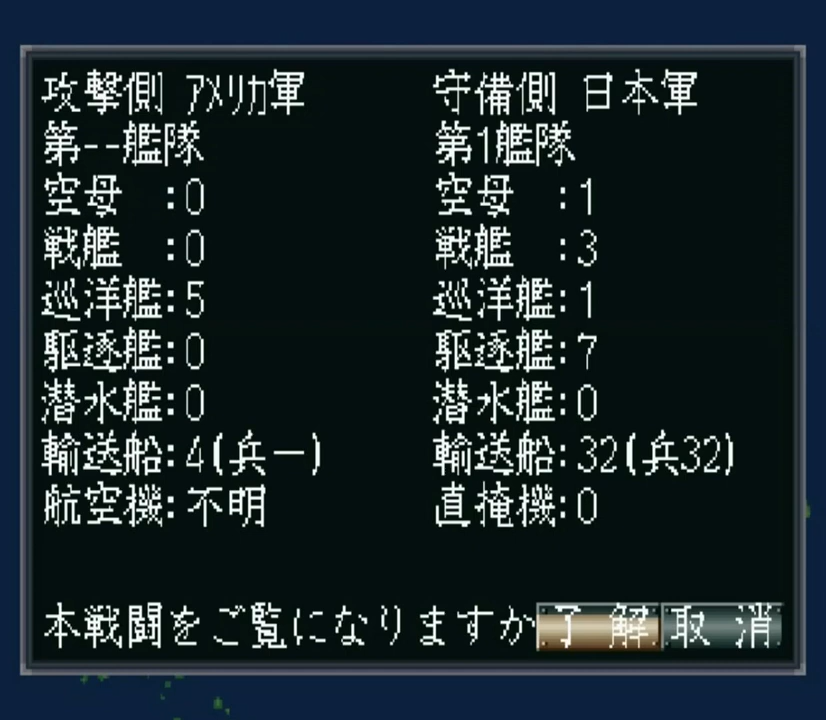 攻撃側 アメリカ軍 守備側 日本軍
第--艦隊 第1艦隊
空母 :0 空母 :1
戦艦 :0 戦艦 :3
巡洋艦:5 巡洋艦:1
駆逐艦:0 駆逐艦:7
潜水艦:0 潜水艦:0
輸送船:4(兵ー) 輸送船:32(兵32)
航空機:不明 直掩機:0
本戦闘をご覧になりますか 了解 取消